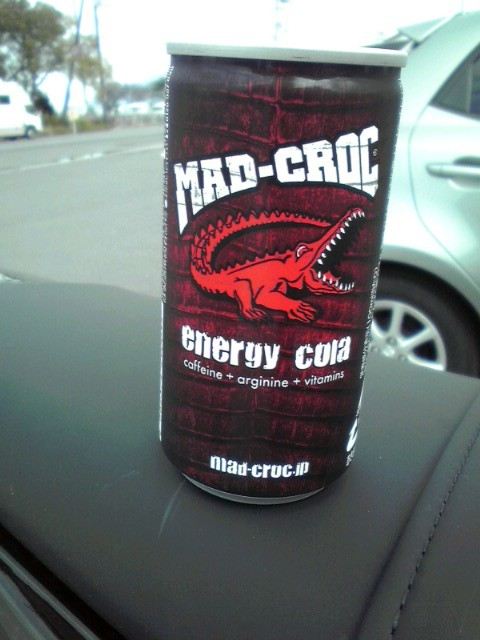 MAD-CROC
energy cola
caffeine + arginine + vitamins
mad-croc.jp